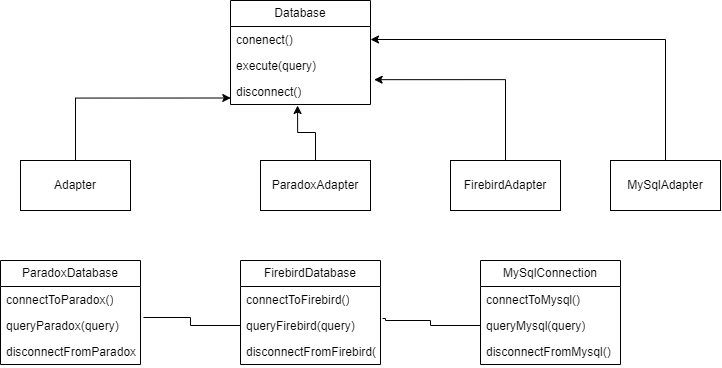 Database
conenect()
execute(query)
disconnect()
Adapter
ParadoxAdapter
FirebirdAdapter
MySqlAdapter
ParadoxDatabase
connectToParadox()
queryParadox(query)
disconnectFromParadox
FirebirdDatabase
connectToFirebird()
queryFirebird(query)
disconnectFromFirebird(
MySqlConnection
connectToMysql()
queryMysql(query)
disconnectFromMysql()